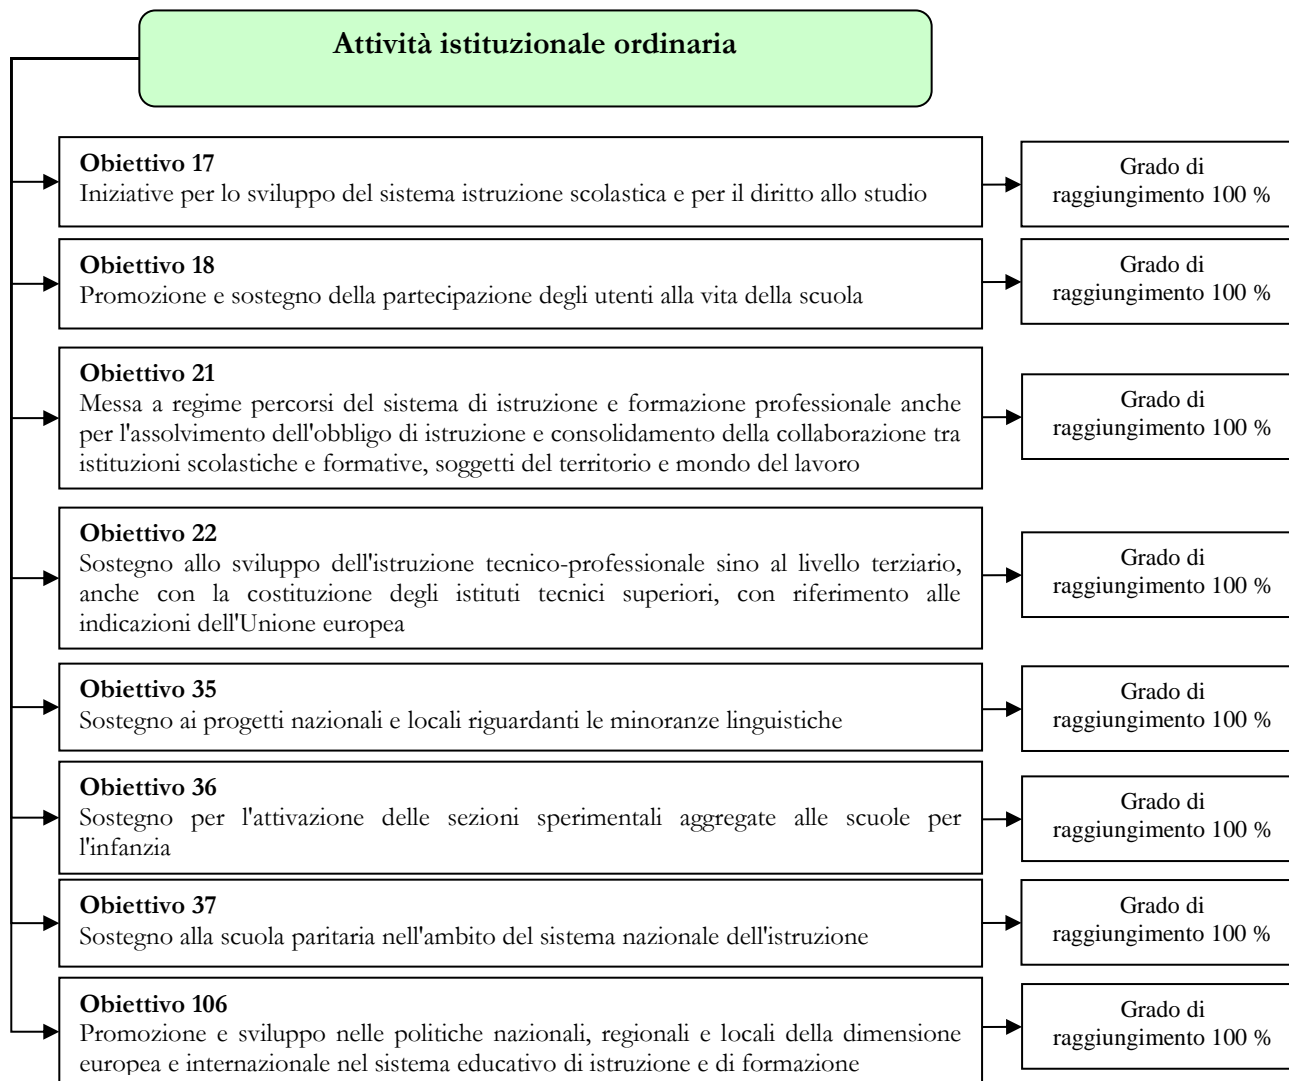 Attività istituzionale ordinaria
Obiettivo 17
Iniziative per lo sviluppo del sistema istruzione scolastica e per il diritto allo studio
Grado di
raggiungimento 100 %
Obiettivo 18
Promozione e sostegno della partecipazione degli utenti alla vita della scuola
Grado di
raggiungimento 100 %
Obiettivo 21
Messa a regime percorsi del sistema di istruzione e formazione professionale anche
per l'assolvimento dell'obbligo di istruzione e consolidamento della collaborazione tra
istituzioni scolastiche e formative, soggetti del territorio e mondo del lavoro
Grado di
raggiungimento 100 %
Obiettivo 22
Sostegno allo sviluppo dell'istruzione tecnico-professionale sino al livello terziario,
anche con la costituzione degli istituti tecnici superiori, con riferimento alle
indicazioni dell'Unione europea
Grado di
raggiungimento 100 %
Obiettivo 35
Sostegno ai progetti nazionali e locali riguardanti le minoranze linguistiche
Grado di
raggiungimento 100 %
Obiettivo 36
Sostegno per l'attivazione delle sezioni sperimentali aggregate alle scuole per
l'infanzia
Grado di
raggiungimento 100 %
Obiettivo 37
Sostegno alla scuola paritaria nell'ambito del sistema nazionale dell'istruzione
Grado di
raggiungimento 100 %
Obiettivo 106
Promozione e sviluppo nelle politiche nazionali, regionali e locali della dimensione
europea e internazionale nel sistema educativo di istruzione e di formazione
Grado di
raggiungimento 100 %